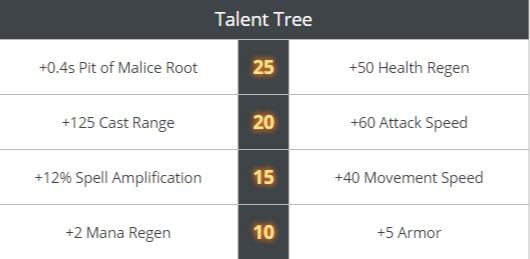 Talent Tree
+0.4s Pit of Malice Root 25 +50 Health Regen
+125 Cast Range 20 +60 Attack Speed
+12% Spell Amplification 15 +40 Movement Speed
+2 Mana Regen 10 +5 Armor